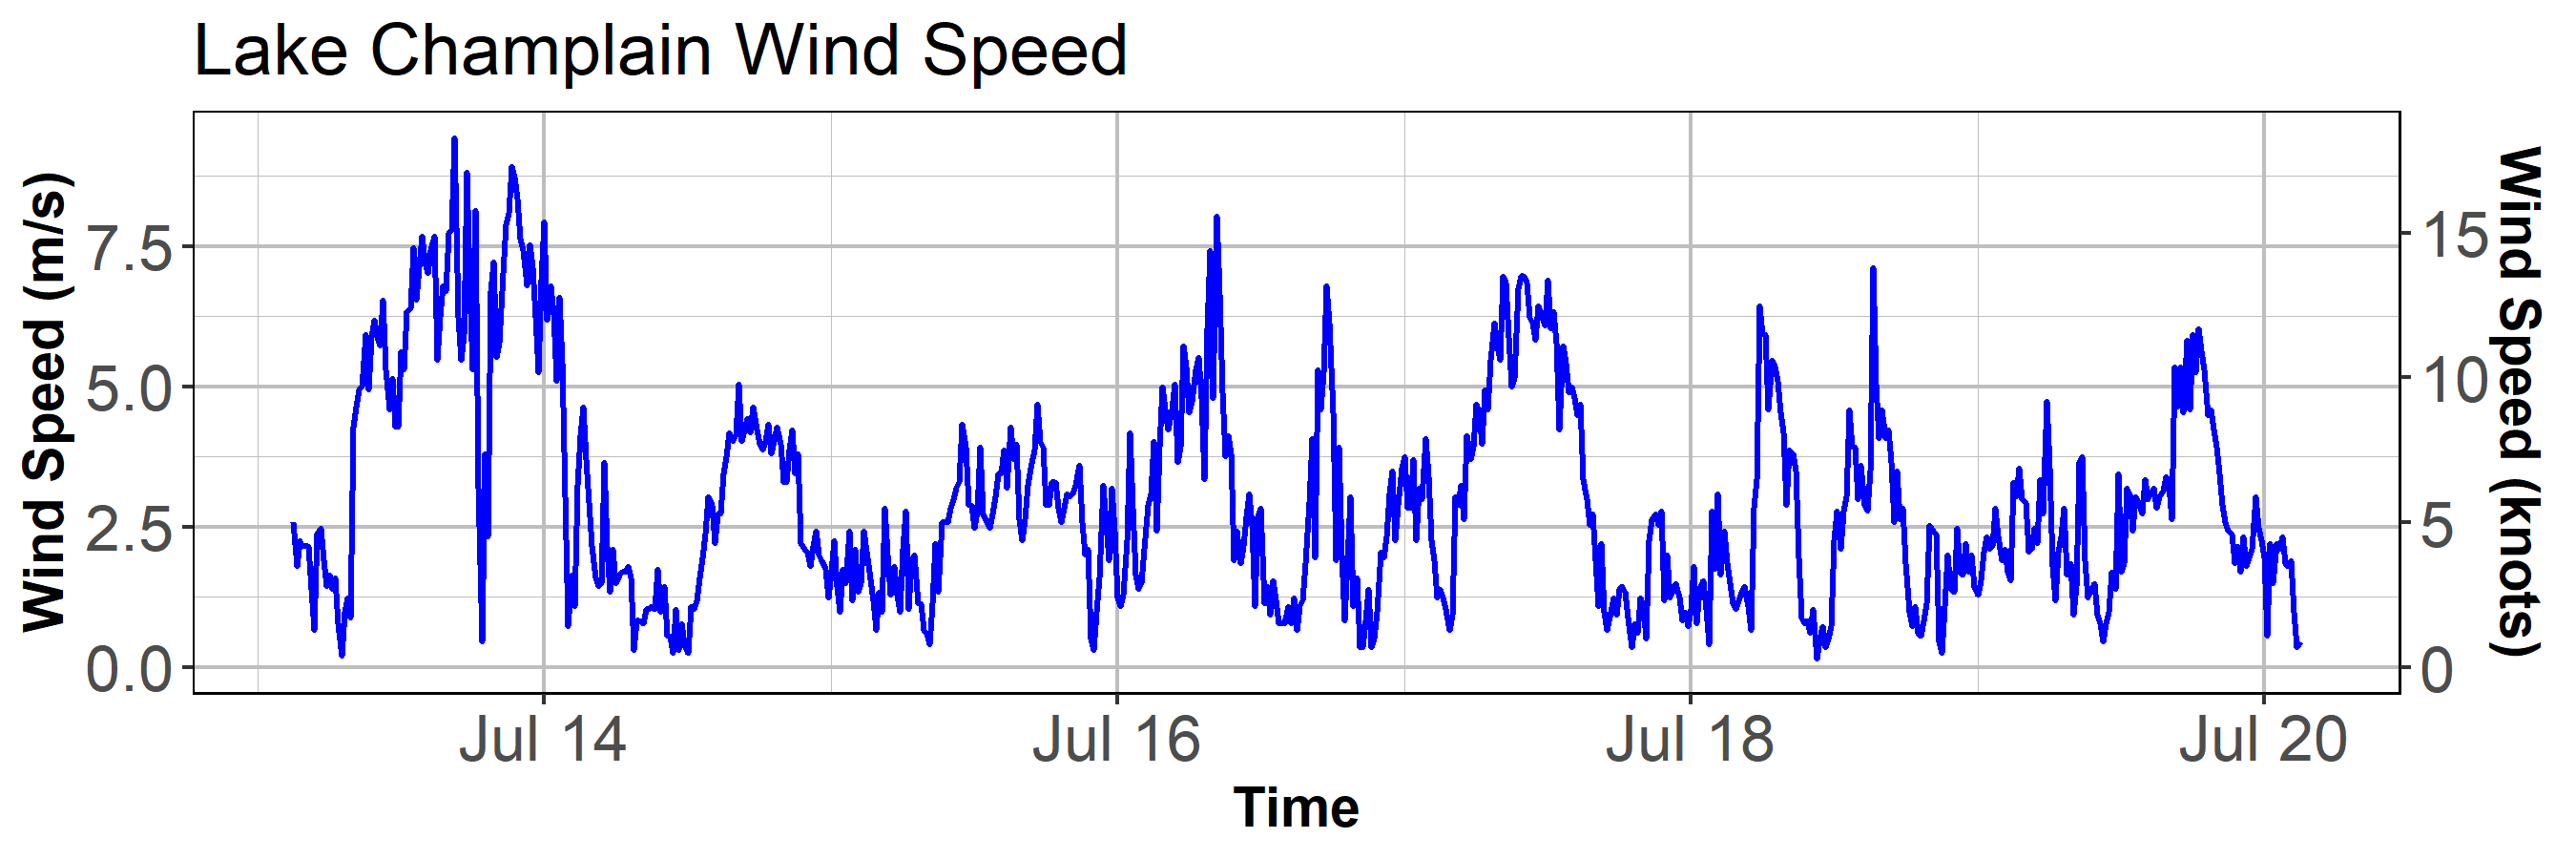 Lake Champlain Wind Speed
Wind Speed (m/s)
7.5
5.0
2.5
0.0
15
10
5
0
Wind Speed (knots)
Jul 14
Jul 16
Jul 18
Jul 20
Time